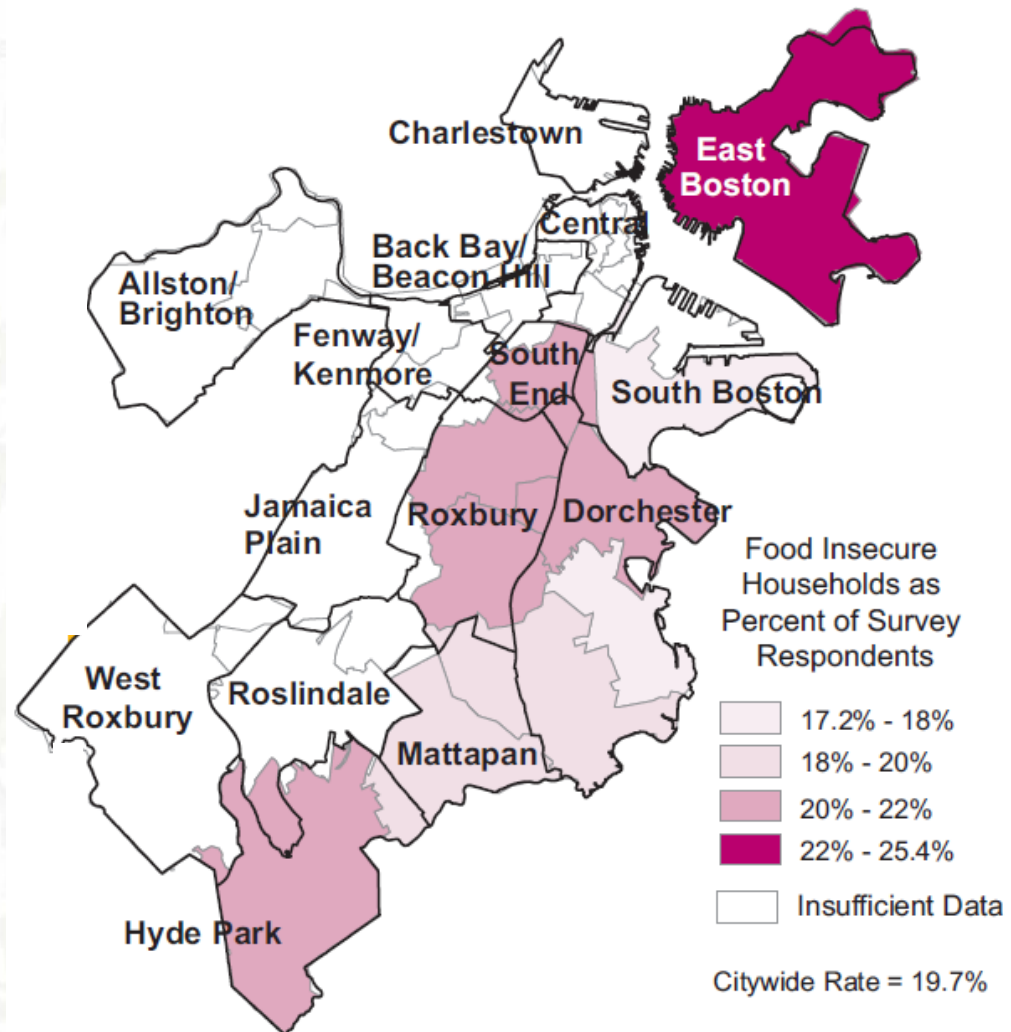 Charlestown
East
Boston
Central
Back Bay/
Beacon Hill
Allston/
Brighton
Fenway/
Kenmore
South
End
South Boston
Jamaica
Plain
Roxbury
Dorchester
West
Roxbury
Roslindale
Mattapan
Hyde Park
Food Insecure
Households as
Percent of Survey
Respondents
17.2% - 18%
18% - 20%
20% - 22%
22% - 25.4%
Insufficient Data
Citywide Rate = 19.7%